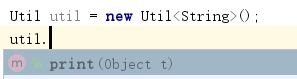 Util util = new Util<String>();
util.
m print(Object t)